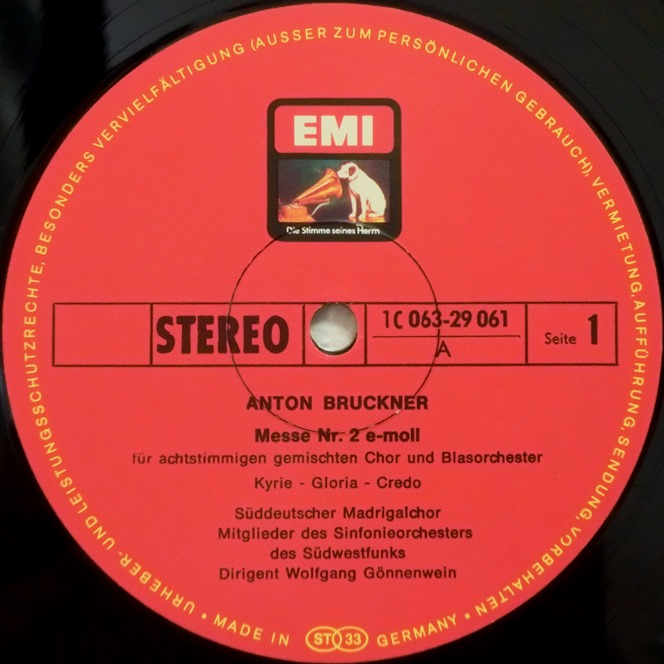 URHEBER- UND LEISTUNGSSCHUTZRECHTE, BESONDERS VERVIELFÄLTIGUNG (AUSSER ZUM PERSÖNLICHEN GEBRAUCH), VERMIETUNG, AUFFÜHRUNG, SENDUNG, VORBEHALTEN •
EMI
Die Stimme seines Herrn
STEREO
1C 063-29 061
A
Seite 1
ANTON BRUCKNER
Messe Nr. 2 e-moll
für achtstimmigen gemischten Chor und Blasorchester
Kyrie - Gloria - Credo
Süddeutscher Madrigalchor
Mitglieder des Sinfonieorchesters
des Südwestfunks
Dirigent Wolfgang Gönnenwein
• MADE IN ST 33 GERMANY •